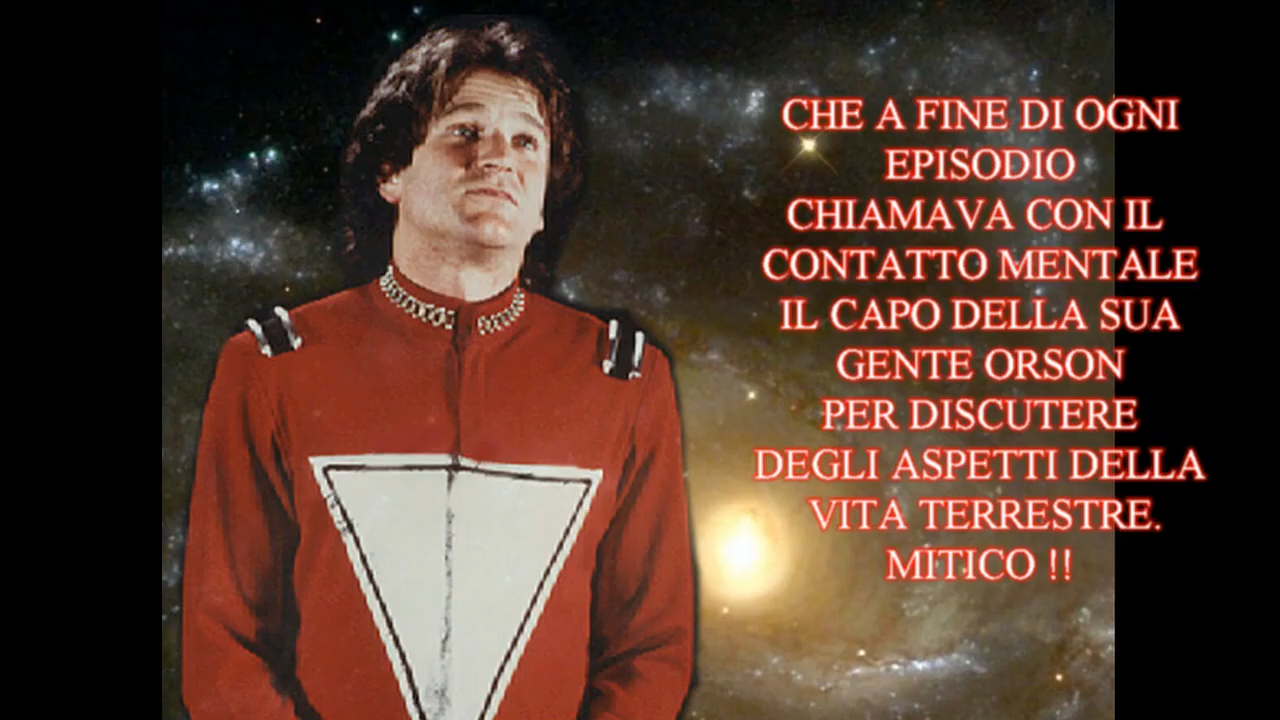 CHE A FINE DI OGNI
EPISODIO
CHIAMAVA CON IL
CONTATTO MENTALE
IL CAPO DELLA SUA
GENTE ORSON
PER DISCUTERE
DEGLI ASPETTI DELLA
VITA TERRESTRE.
MITICO !!